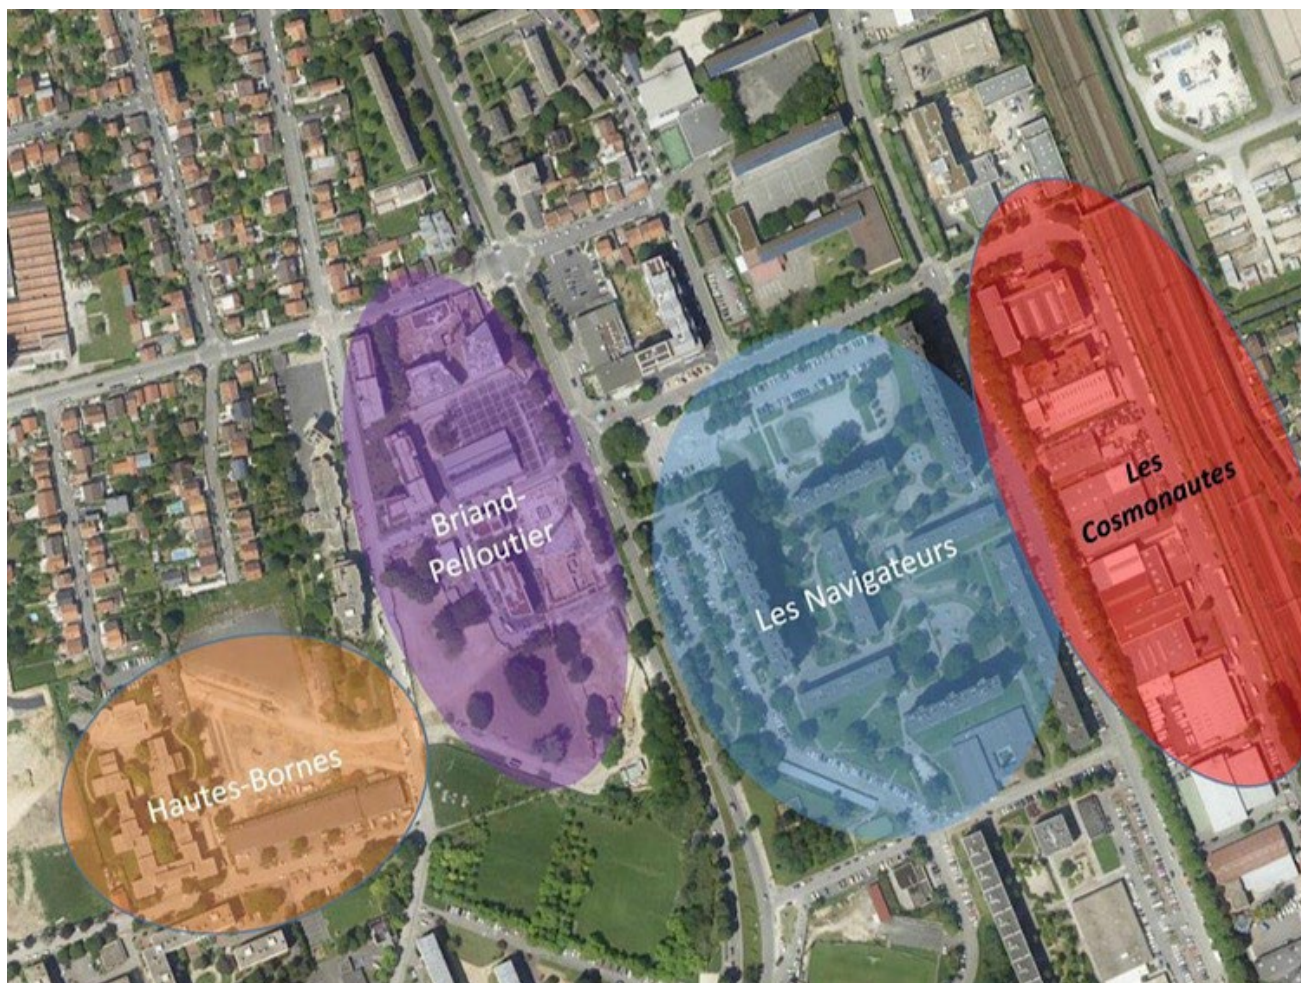 Les
Cosmonautes
Briand-
Pelloutier
Les Navigateurs
Hautes-Bornes